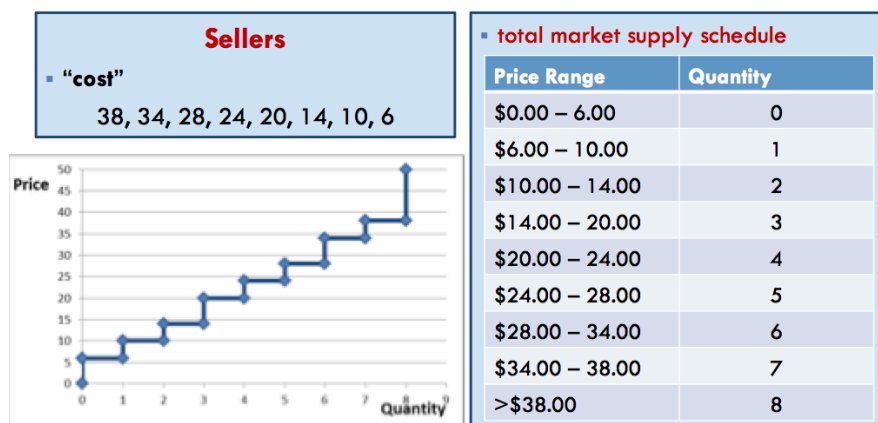 Sellers
▪ “cost”
38, 34, 28, 24, 20, 14, 10, 6
Price
50
45
40
35
30
25
20
15
10
5
0
0 1 2 3 4 5 6 7 8 9
Quantity
▪ total market supply schedule
Price Range Quantity
$0.00 – 6.00 0
$6.00 – 10.00 1
$10.00 – 14.00 2
$14.00 – 20.00 3
$20.00 – 24.00 4
$24.00 – 28.00 5
$28.00 – 34.00 6
$34.00 – 38.00 7
>$38.00 8